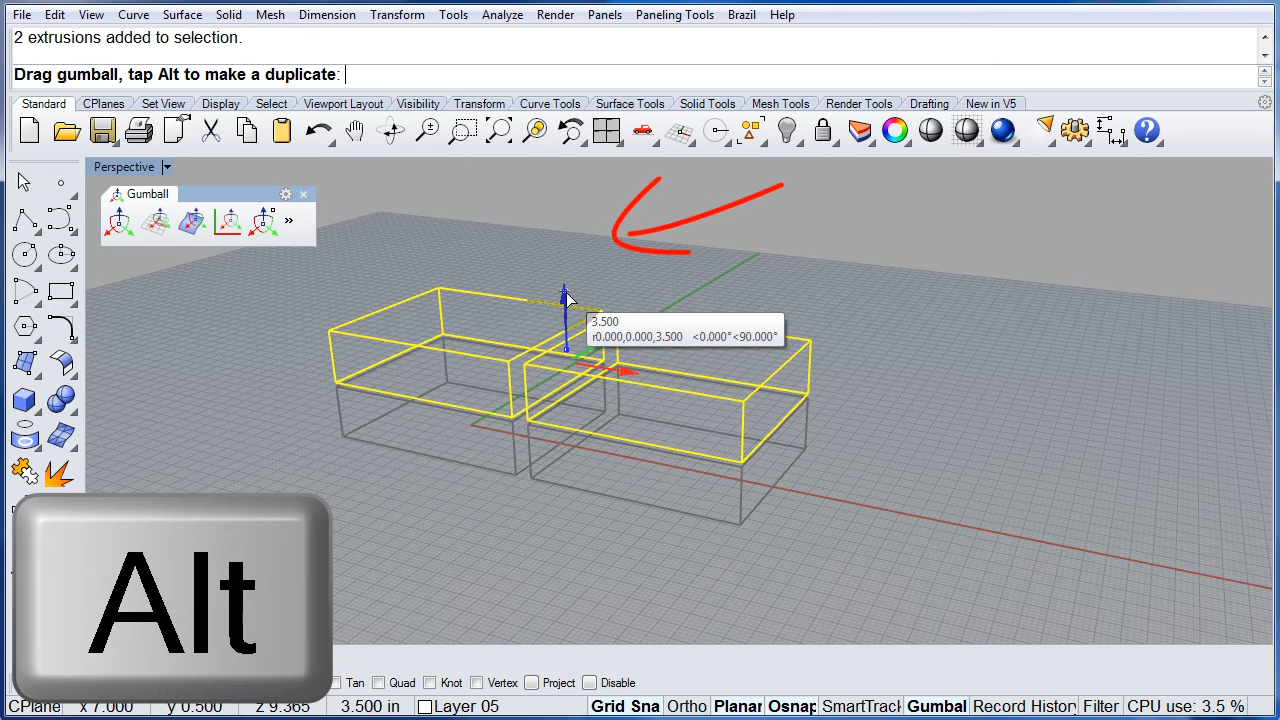 File Edit View Curve Surface Solid Mesh Dimension Transform Tools Analyze Render Panels Paneling Tools Brazil Help
2 extrusions added to selection.
Drag gumball, tap Alt to make a duplicate:
Standard CPlanes Set View Display Select Viewport Layout Visibility Transform Curve Tools Surface Tools Solid Tools Mesh Tools Render Tools Drafting New in V5
Perspective
Gumball
3.500
r0.000,0.000,3.500 <0.000°<90.000°
Alt
Tan Quad Knot Vertex Project Disable
CPlane x 7.000 y 0.500 z 9.365 3.500 in Layer 05 Grid Sna Ortho Planar Osnap SmartTrack Gumbal Record History Filter CPU use: 3.5 %